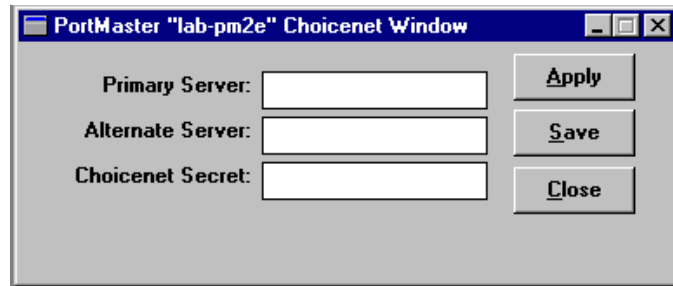 PortMaster "lab-pm2e" Choicenet Window
Primary Server:
Apply
Alternate Server:
Save
Choicenet Secret:
Close